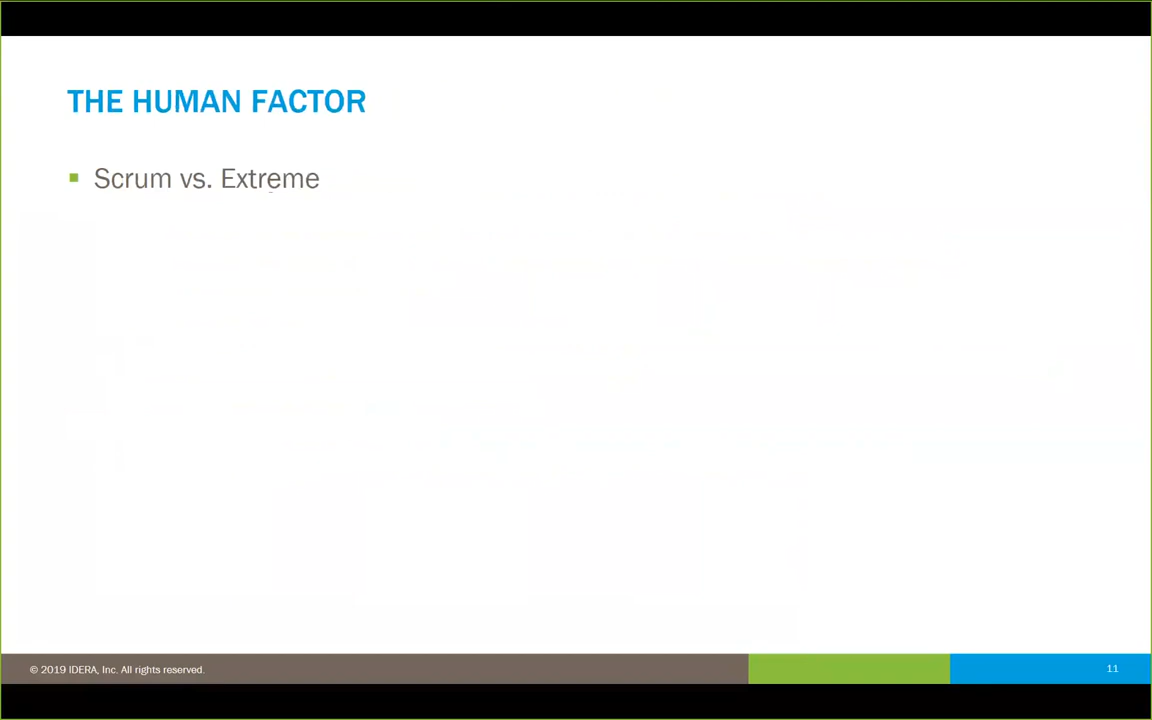 THE HUMAN FACTOR
Scrum vs. Extreme
© 2019 IDERA, Inc. All rights reserved.
11